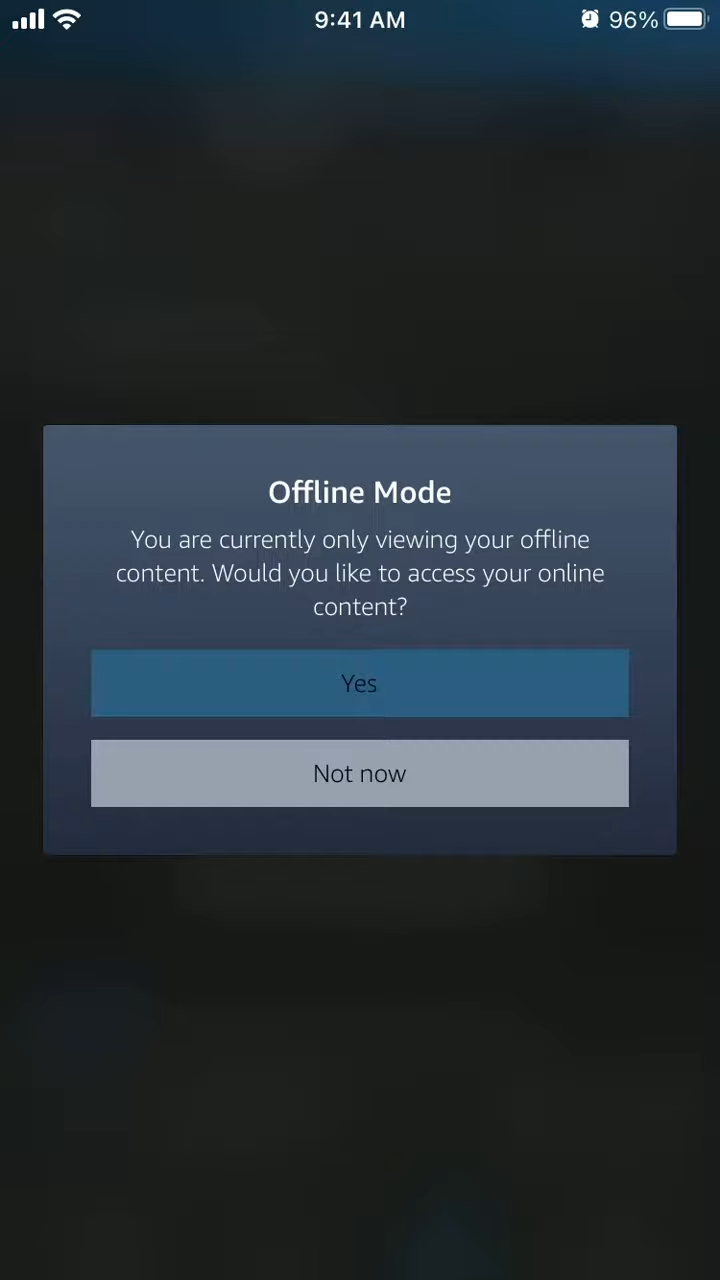 9:41 AM
96%
Offline Mode
You are currently only viewing your offline
content. Would you like to access your online
content?
Yes
Not now